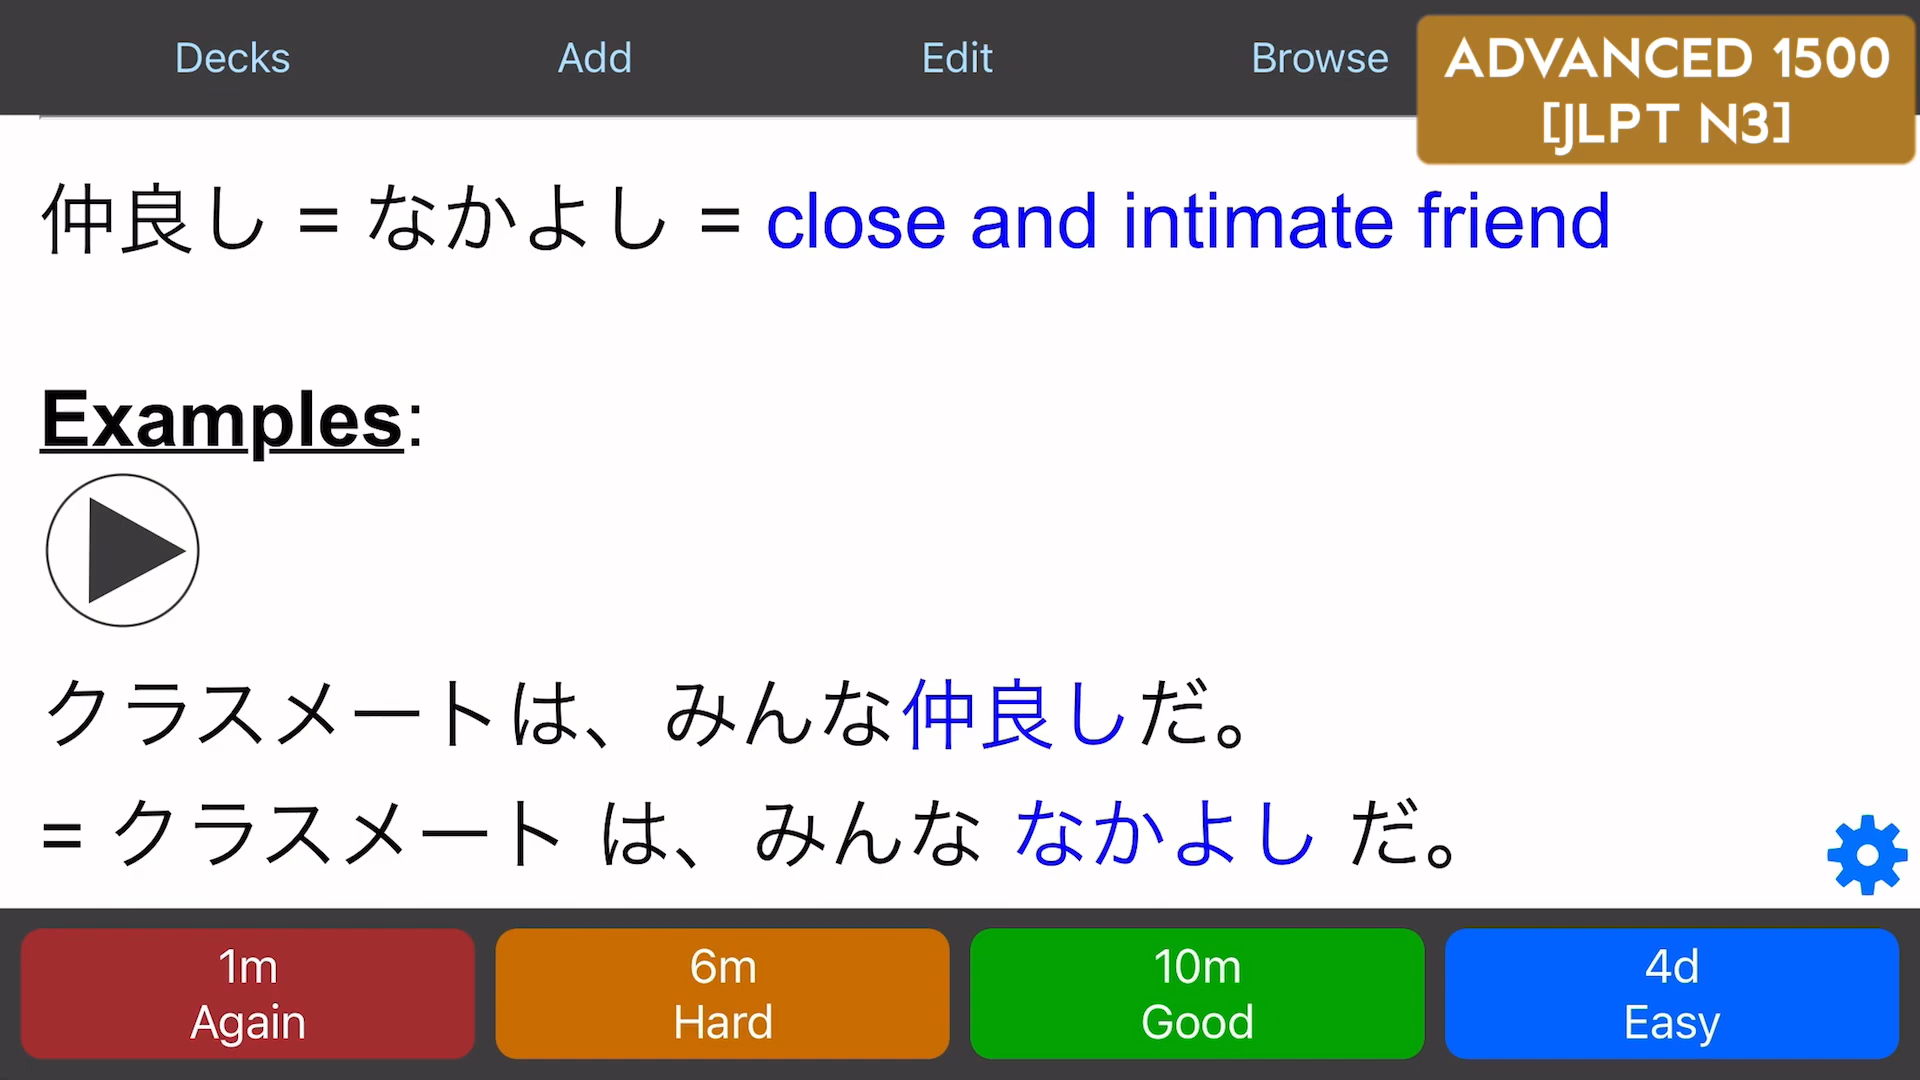 Decks Add Edit Browse
ADVANCED 1500
[JLPT N3]
仲良し = なかよし = close and intimate friend
Examples:
クラスメートは、みんな仲良しだ。
= クラスメート は、みんな なかよし だ。
1m 6m 10m 4d
Again Hard Good Easy